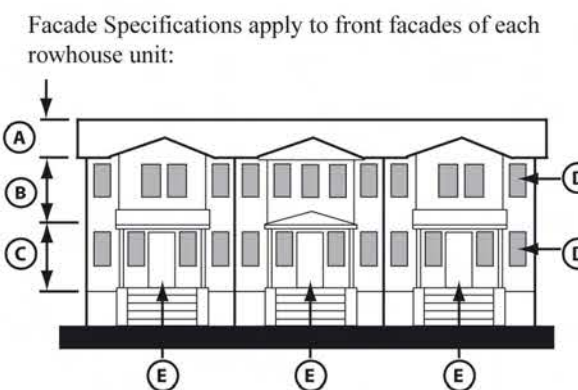 Facade Specifications apply to front facades of each
rowhouse unit:
A
B
D
C
D
E
E
E